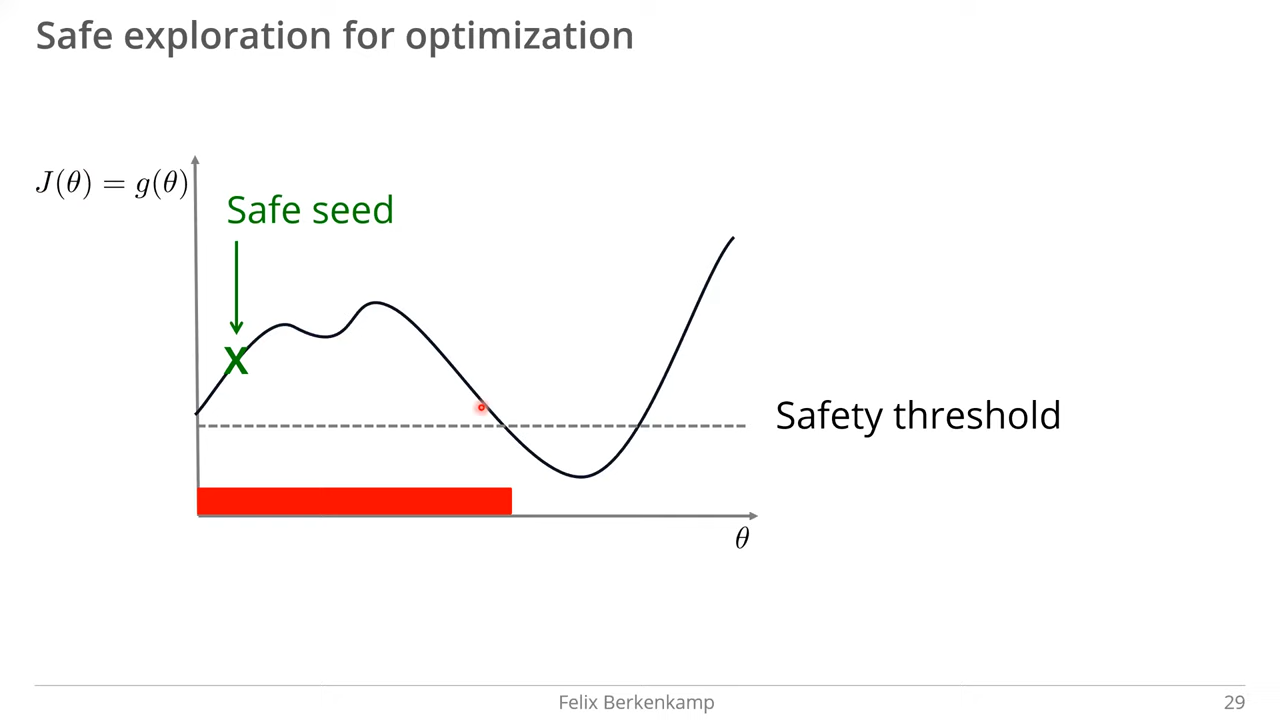 Safe exploration for optimization
J(θ) = g(θ)
Safe seed
x
Safety threshold
θ
Felix Berkenkamp
29